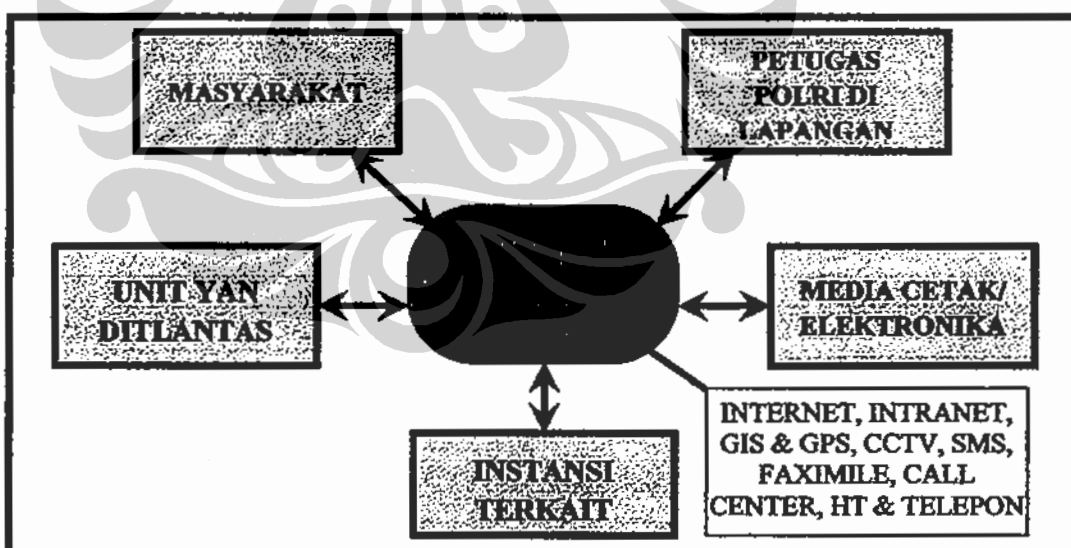 MASYARAKAT
PETUGAS
POLRI DI
LAPANGAN
UNIT YAN
DITLANTAS
MEDIA CETAK/
ELEKTRONIKA
INSTANSI
TERKAIT
INTERNET, INTRANET,
GIS & GPS, CCTV, SMS,
FAXIMILE, CALL
CENTER, HT & TELEPON